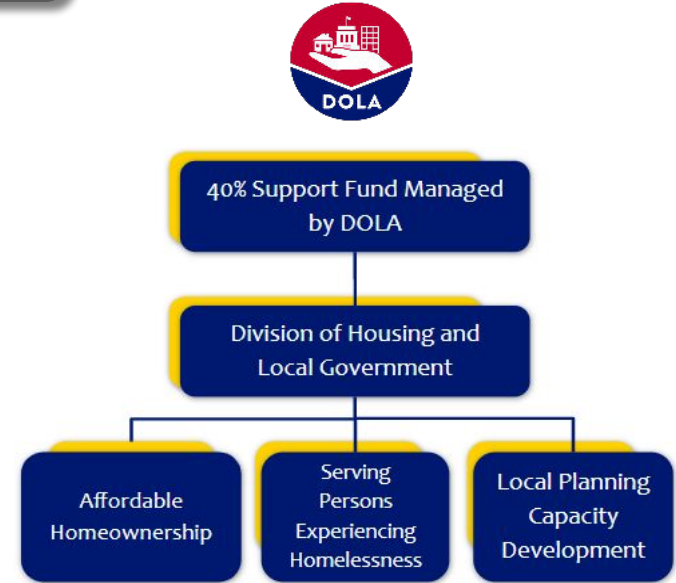 DOLA
40% Support Fund Managed
by DOLA
Division of Housing and
Local Government
Affordable
Homeownership
Serving
Persons
Experiencing
Homelessness
Local Planning
Capacity
Development